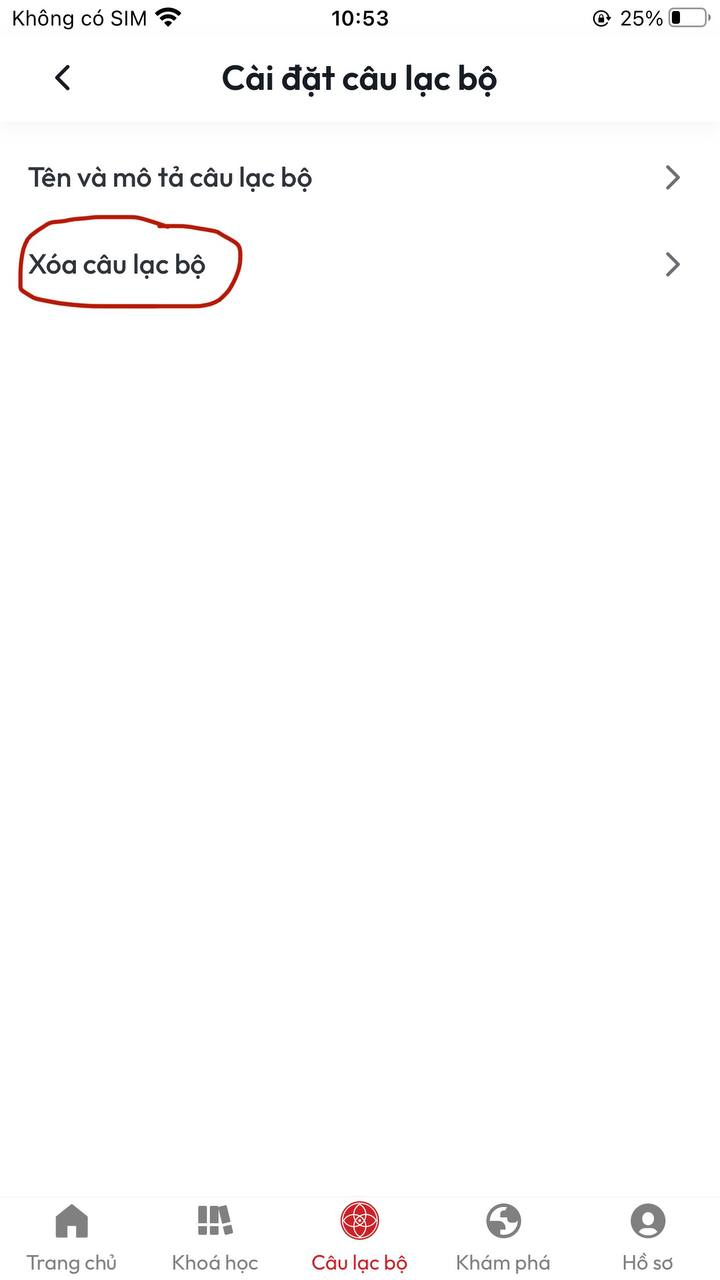 Không có SIM 10:53 25%
Cài đặt câu lạc bộ
Tên và mô tả câu lạc bộ
Xóa câu lạc bộ
Trang chủ Khoá học Câu lạc bộ Khám phá Hồ sơ